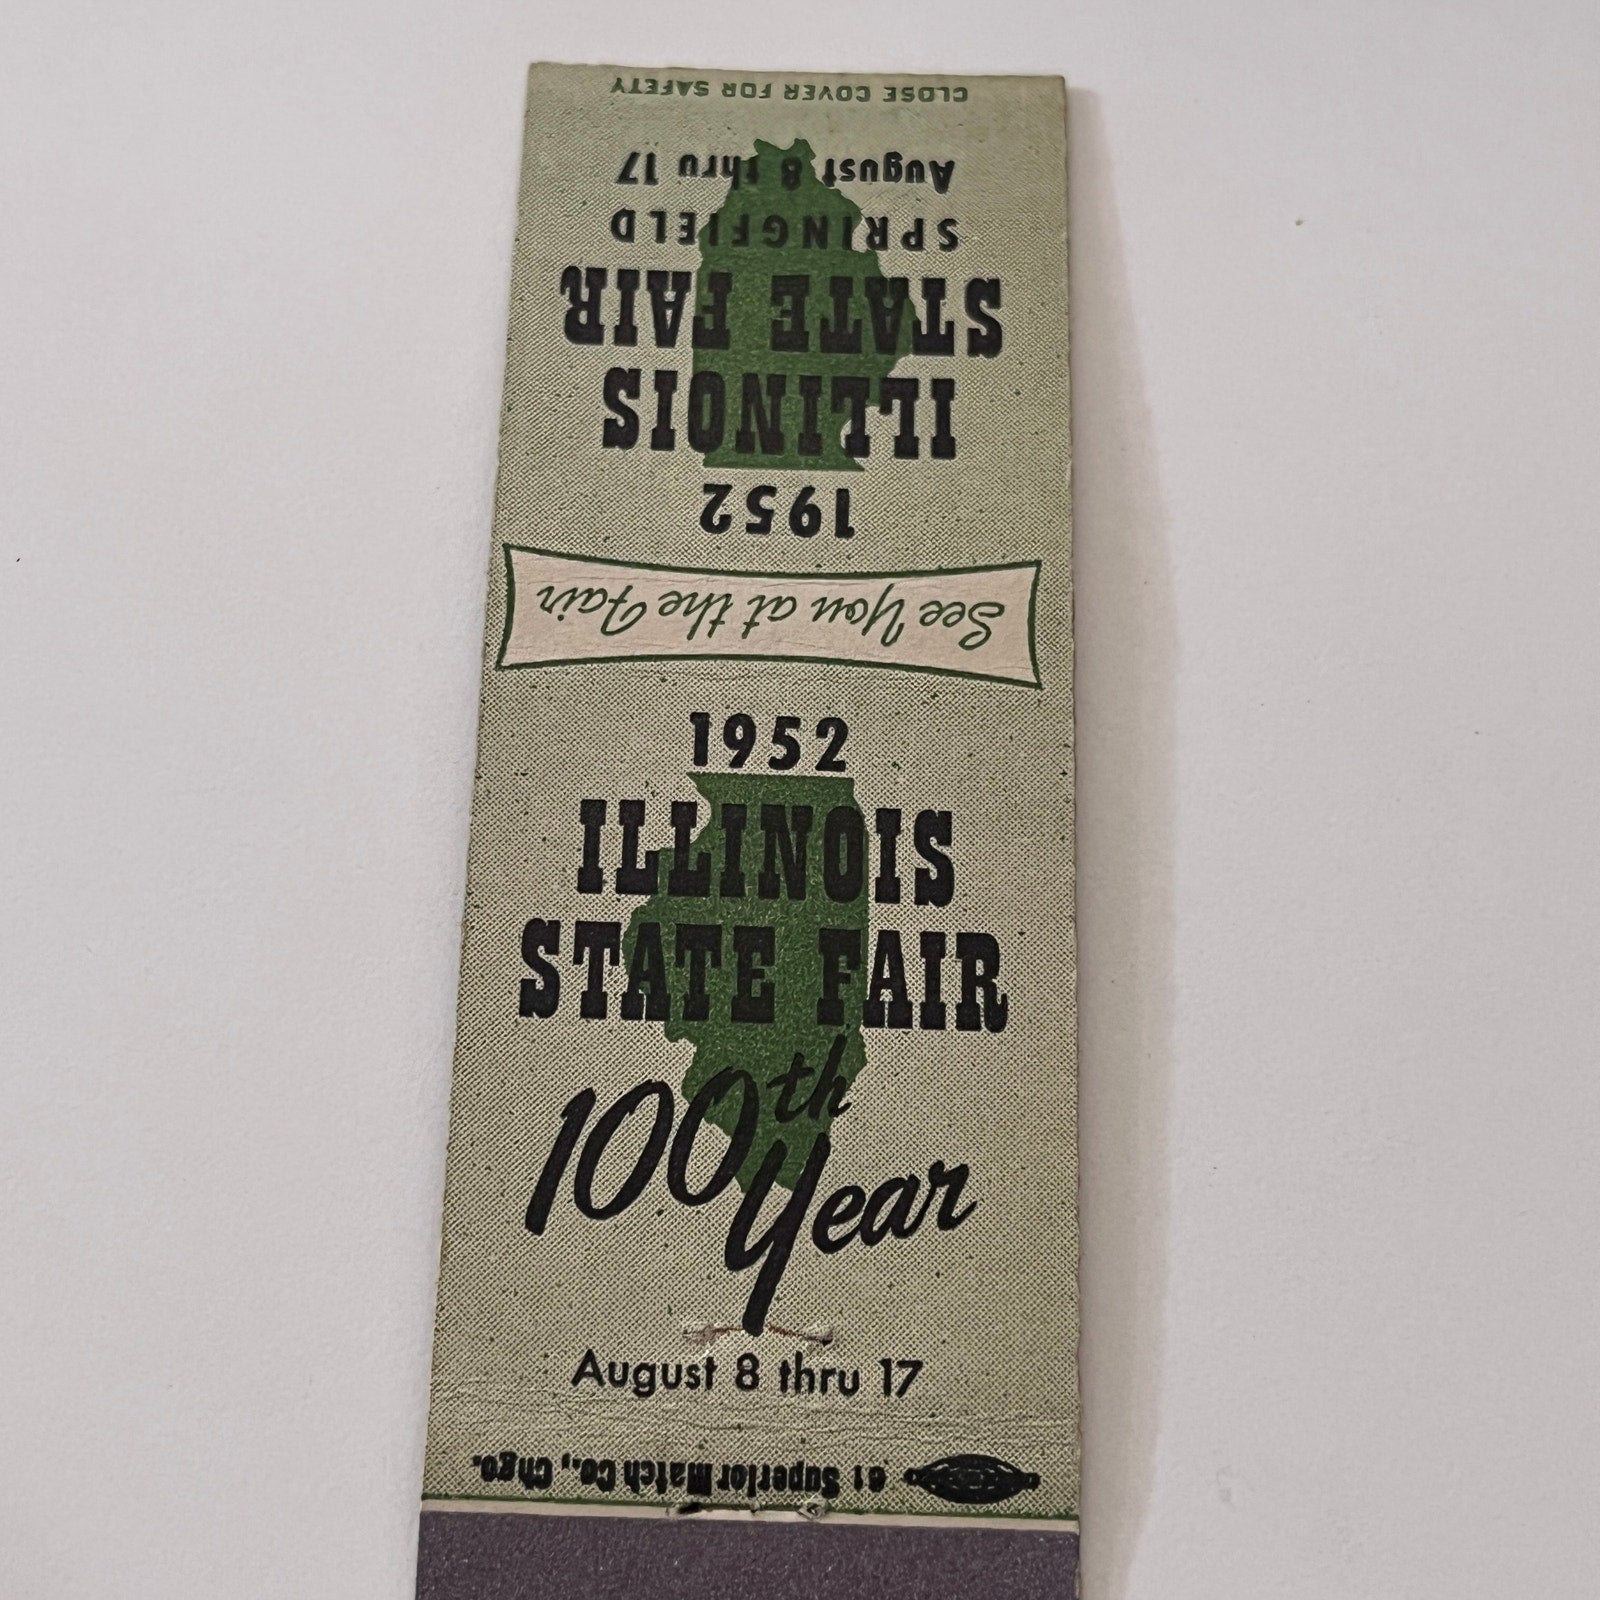 CLOSE COVER FOR SAFETY
August 8 thru 17
SPRINGFIELD
STATE FAIR
ILLINOIS
1952
See You at the Fair
1952
ILLINOIS
STATE FAIR
100th
Year
August 8 thru 17
61 Superior Match Co., Chgo.